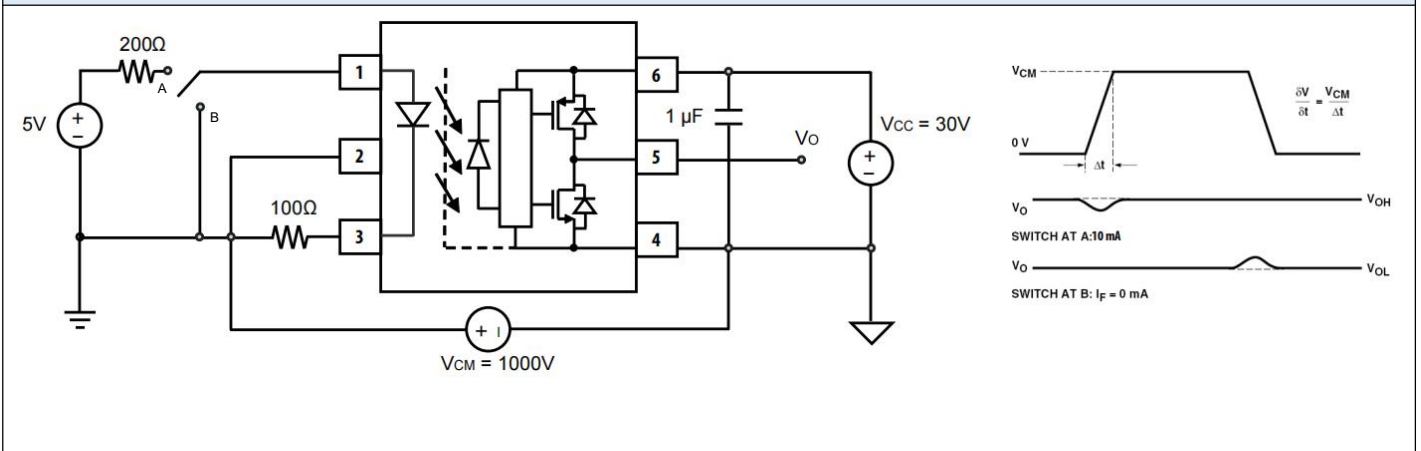 200Ω
A
B
5V
+
−
100Ω
1
2
3
6
5
4
1 µF
VO
VCC = 30V
+
−
+ I
VCM = 1000V
VCM
0 V
Δt
δV/δt = VCM/Δt
VO
VOH
SWITCH AT A:10 mA
VO
VOL
SWITCH AT B: IF = 0 mA